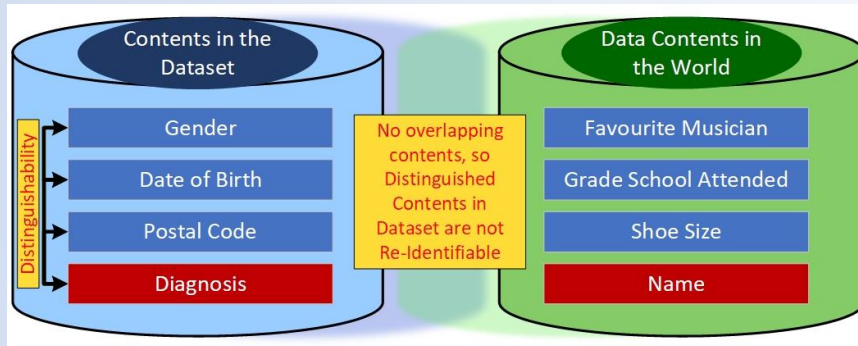 Contents in the
Dataset
Distinguishability
Gender
Date of Birth
Postal Code
Diagnosis
No overlapping
contents, so
Distinguished
Contents in
Dataset are not
Re-Identifiable
Data Contents in
the World
Favourite Musician
Grade School Attended
Shoe Size
Name